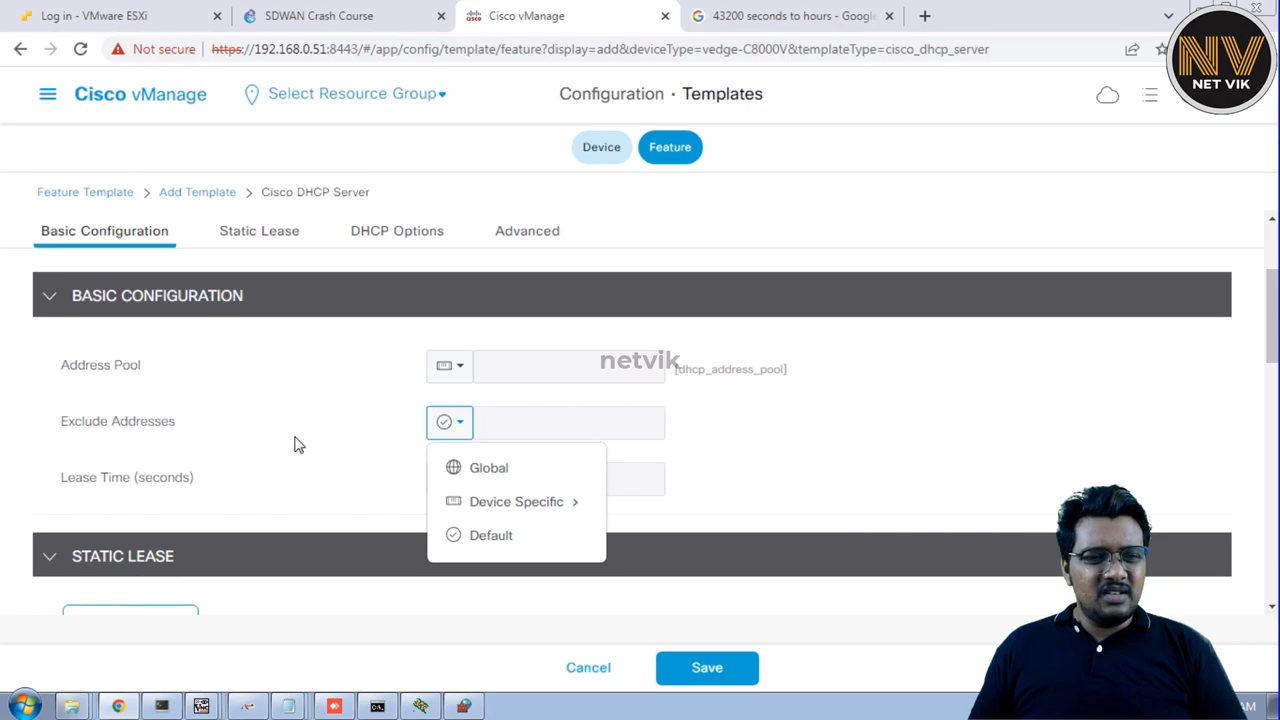 Log in - VMware ESXi
SDWAN Crash Course
Cisco vManage
43200 seconds to hours - Google
Not secure
https://192.168.0.51:8443/#/app/config/template/feature?display=add&deviceType=vedge-C8000V&templateType=cisco_dhcp_server
NV
NET VIK
Cisco vManage
Select Resource Group
Configuration · Templates
Device
Feature
Feature Template > Add Template > Cisco DHCP Server
Basic Configuration
Static Lease
DHCP Options
Advanced
BASIC CONFIGURATION
Address Pool
netvik
[dhcp_address_pool]
Exclude Addresses
Global
Lease Time (seconds)
Device Specific
Default
STATIC LEASE
Cancel
Save
AM